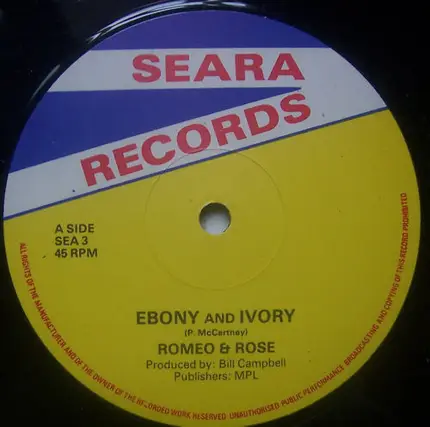 SEARA
RECORDS
A SIDE
SEA 3
45 RPM
EBONY AND IVORY
(P. McCartney)
ROMEO & ROSE
Produced by: Bill Campbell
Publishers: MPL
ALL RIGHTS OF THE MANUFACTURER AND OF THE OWNER OF THE RECORDED WORK RESERVED. UNAUTHORISED PUBLIC PERFORMANCE BROADCASTING AND COPYING OF THIS RECORD PROHIBITED